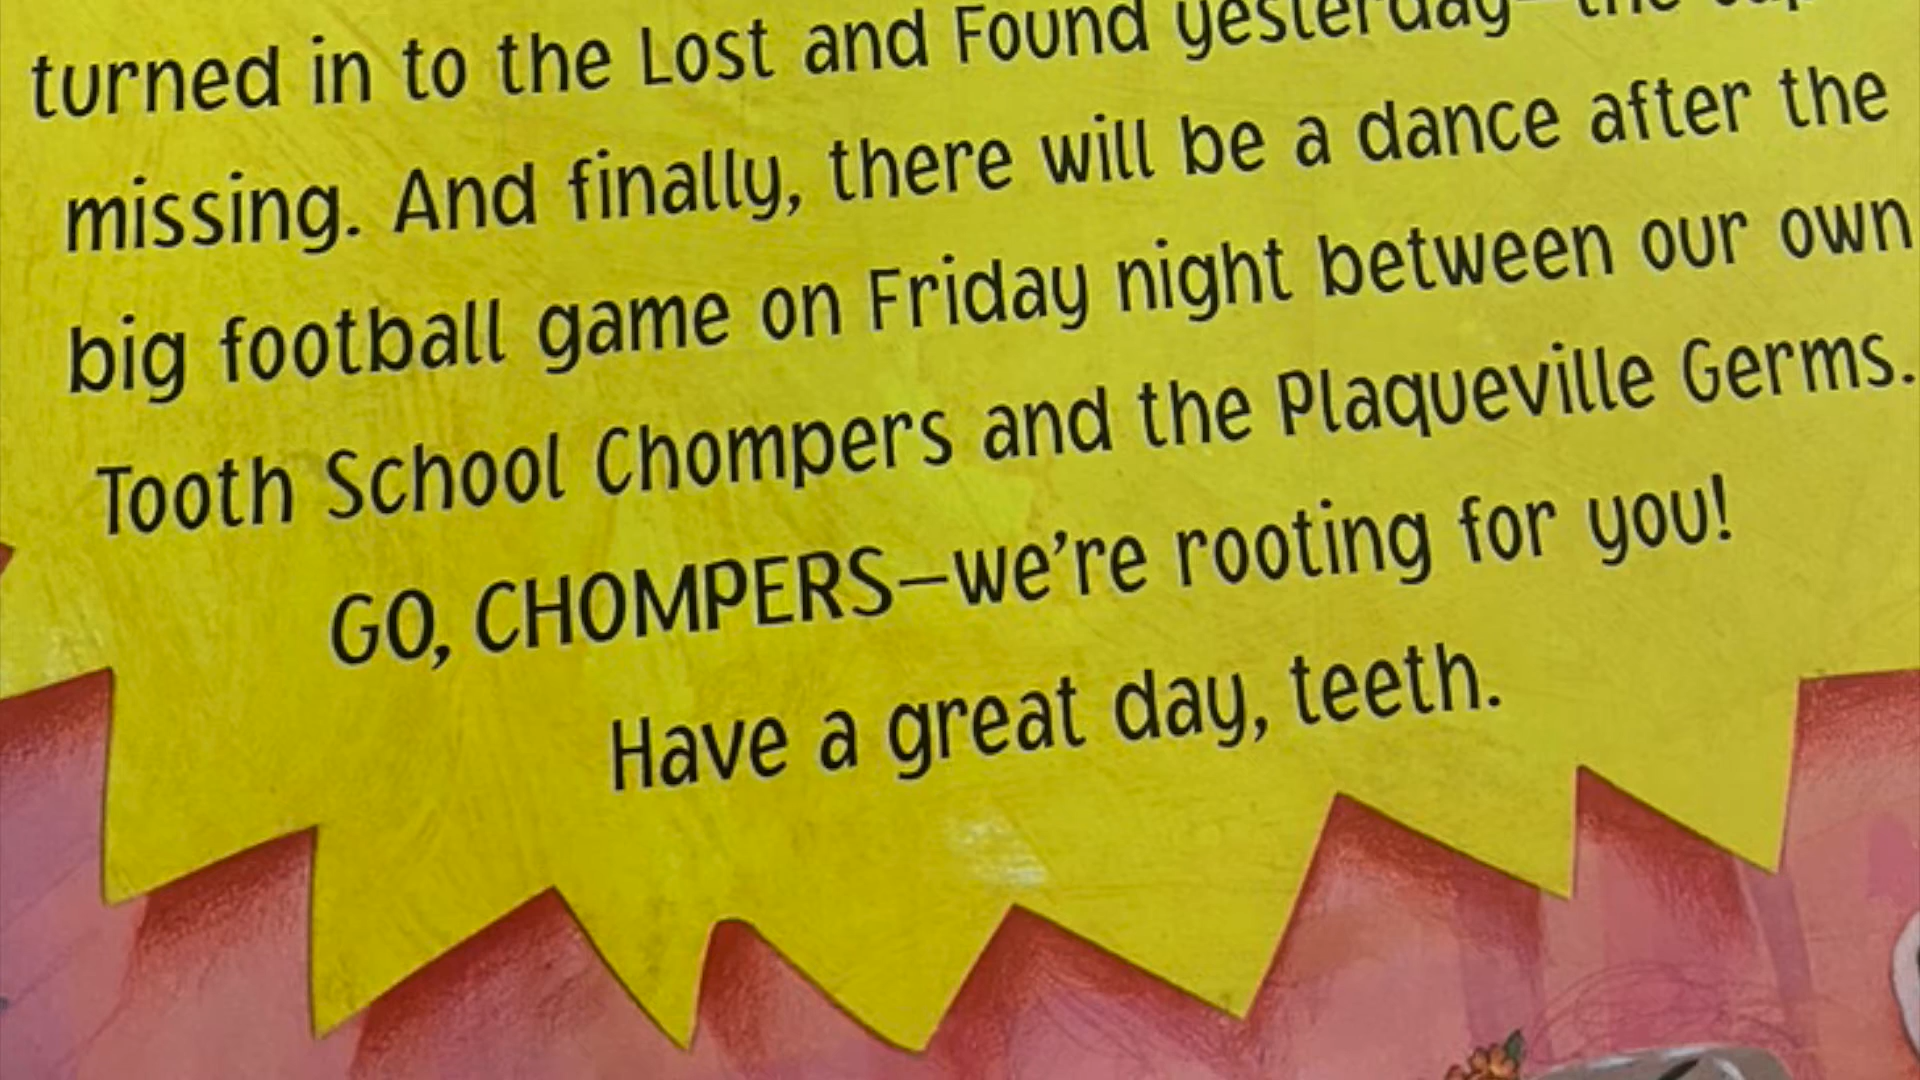 turned in to the Lost and Found yesterday—the
missing. And finally, there will be a dance after the
big football game on Friday night between our own
Tooth School Chompers and the Plaqueville Germs.
GO, CHOMPERS—we're rooting for you!
Have a great day, teeth.